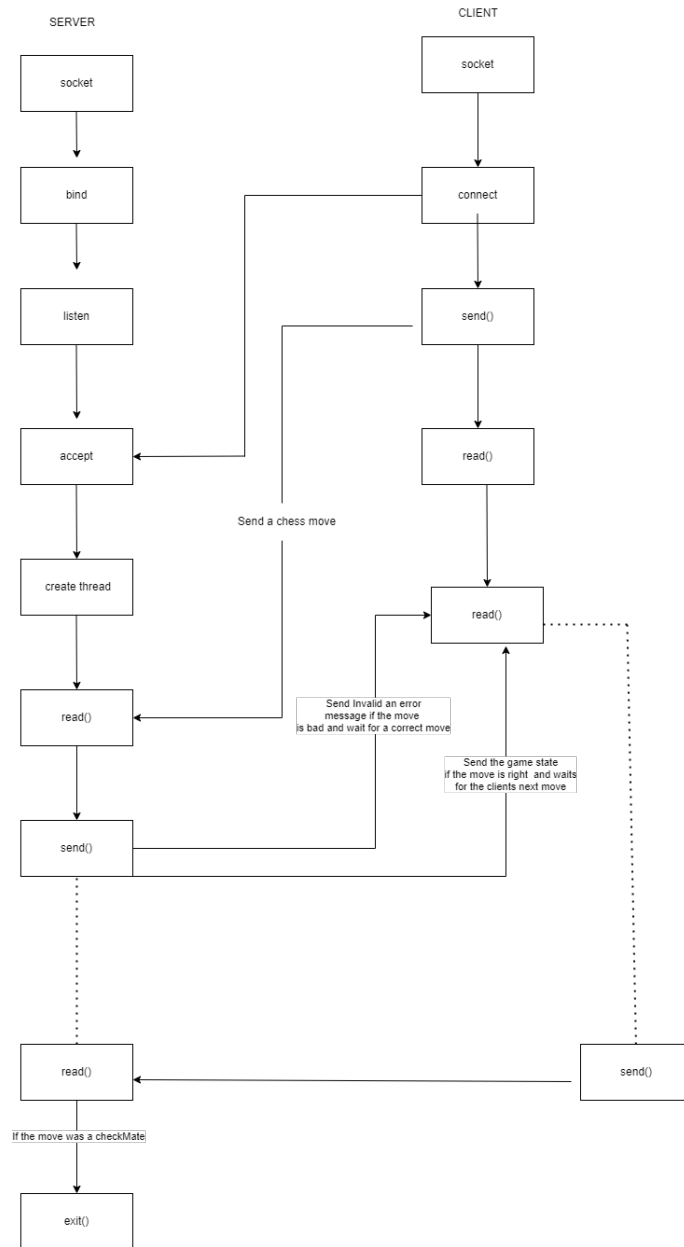 SERVER
CLIENT
socket
socket
bind
connect
listen
send()
accept
read()
Send a chess move
create thread
read()
read()
Send Invalid an error
message if the move
is bad and wait for a correct move
Send the game state
if the move is right and waits
for the clients next move
send()
read()
send()
If the move was a checkMate
exit()